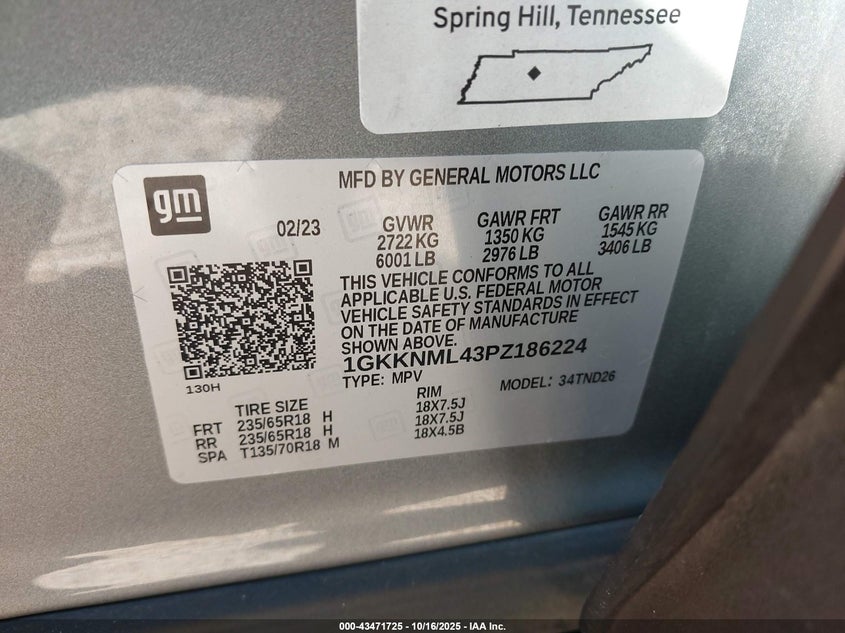 Spring Hill, Tennessee
gm
MFD BY GENERAL MOTORS LLC
02/23
GVWR
2722 KG
6001 LB
GAWR FRT
1350 KG
2976 LB
GAWR RR
1545 KG
3406 LB
THIS VEHICLE CONFORMS TO ALL
APPLICABLE U.S. FEDERAL MOTOR
VEHICLE SAFETY STANDARDS IN EFFECT
ON THE DATE OF MANUFACTURE
SHOWN ABOVE.
1GKKNML43PZ186224
TYPE: MPV MODEL: 34TND26
130H
TIRE SIZE RIM
FRT 235/65R18 H 18X7.5J
RR 235/65R18 H 18X7.5J
SPA T135/70R18 M 18X4.5B
000-43471725 - 10/16/2025 - IAA Inc.